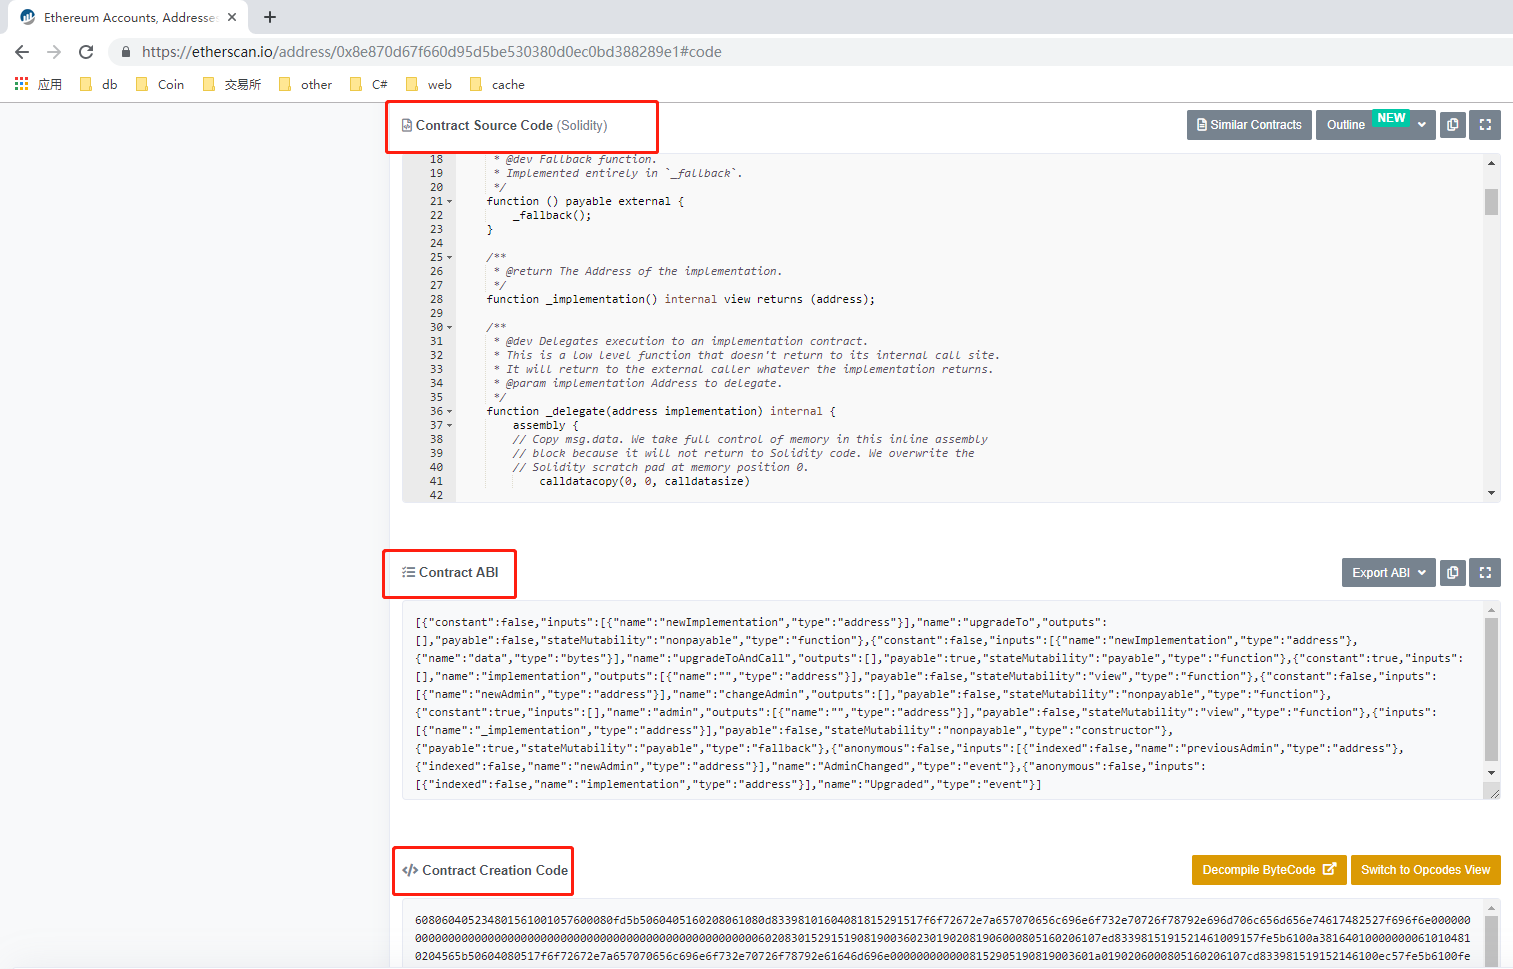 Ethereum Accounts, Addresse
https://etherscan.io/address/0x8e870d67f660d95d5be530380d0ec0bd388289e1#code
应用 db Coin 交易所 other C# web cache
Contract Source Code (Solidity)
Similar Contracts Outline NEW
18 * @dev Fallback function.
19 * Implemented entirely in `_fallback`.
20 */
21 function () payable external {
22 _fallback();
23 }
24
25 /**
26 * @return The Address of the implementation.
27 */
28 function _implementation() internal view returns (address);
29
30 /**
31 * @dev Delegates execution to an implementation contract.
32 * This is a low level function that doesn't return to its internal call site.
33 * It will return to the external caller whatever the implementation returns.
34 * @param implementation Address to delegate.
35 */
36 function _delegate(address implementation) internal {
37 assembly {
38 // Copy msg.data. We take full control of memory in this inline assembly
39 // block because it will not return to Solidity code. We overwrite the
40 // Solidity scratch pad at memory position 0.
41 calldatacopy(0, 0, calldatasize)
42
Contract ABI
Export ABI
[{"constant":false,"inputs":[{"name":"newImplementation","type":"address"}],"name":"upgradeTo","outputs":
[],"payable":false,"stateMutability":"nonpayable","type":"function"},{"constant":false,"inputs":[{"name":"newImplementation","type":"address"},
{"name":"data","type":"bytes"}],"name":"upgradeToAndCall","outputs":[],"payable":true,"stateMutability":"payable","type":"function"},{"constant":true,"inputs":
[],"name":"implementation","outputs":[{"name":"","type":"address"}],"payable":false,"stateMutability":"view","type":"function"},{"constant":false,"inputs":
[{"name":"newAdmin","type":"address"}],"name":"changeAdmin","outputs":[],"payable":false,"stateMutability":"nonpayable","type":"function"},
{"constant":true,"inputs":[],"name":"admin","outputs":[{"name":"","type":"address"}],"payable":false,"stateMutability":"view","type":"function"},{"inputs":
[{"name":"_implementation","type":"address"}],"payable":false,"stateMutability":"nonpayable","type":"constructor"},
{"payable":true,"stateMutability":"payable","type":"fallback"},{"anonymous":false,"inputs":[{"indexed":false,"name":"previousAdmin","type":"address"},
{"indexed":false,"name":"newAdmin","type":"address"}],"name":"AdminChanged","type":"event"},{"anonymous":false,"inputs":
[{"indexed":false,"name":"implementation","type":"address"}],"name":"Upgraded","type":"event"}]
Contract Creation Code
Decompile ByteCode Switch to Opcodes View